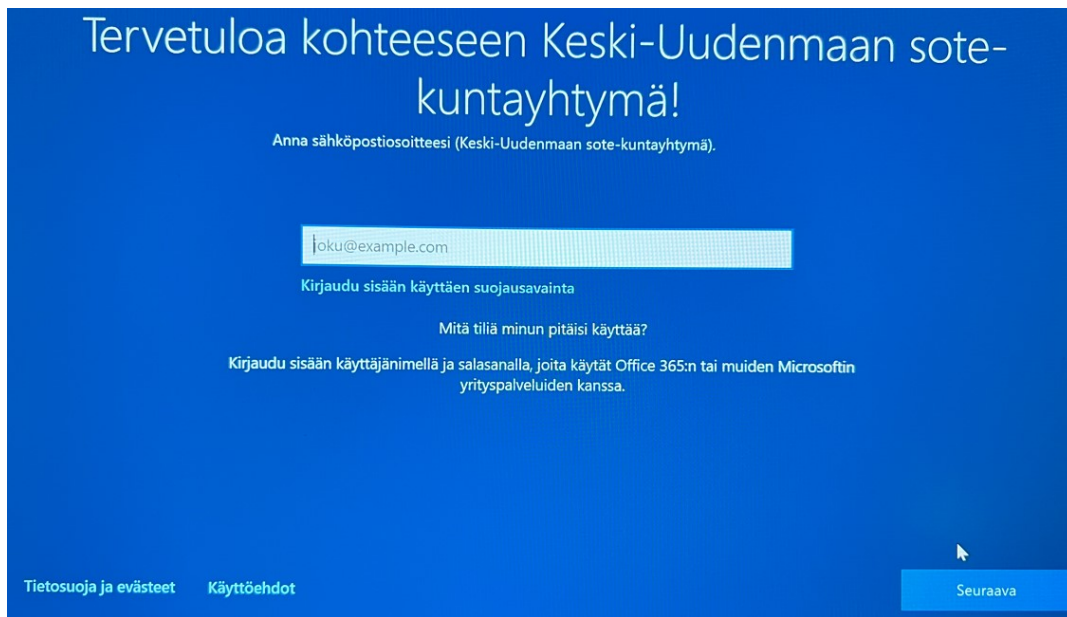 Tervetuloa kohteeseen Keski-Uudenmaan sote-
kuntayhtymä!
Anna sähköpostiosoitteesi (Keski-Uudenmaan sote-kuntayhtymä).
joku@example.com
Kirjaudu sisään käyttäen suojausavainta
Mitä tiliä minun pitäisi käyttää?
Kirjaudu sisään käyttäjänimellä ja salasanalla, joita käytät Office 365:n tai muiden Microsoftin
yrityspalveluiden kanssa.
Tietosuoja ja evästeet Käyttöehdot
Seuraava